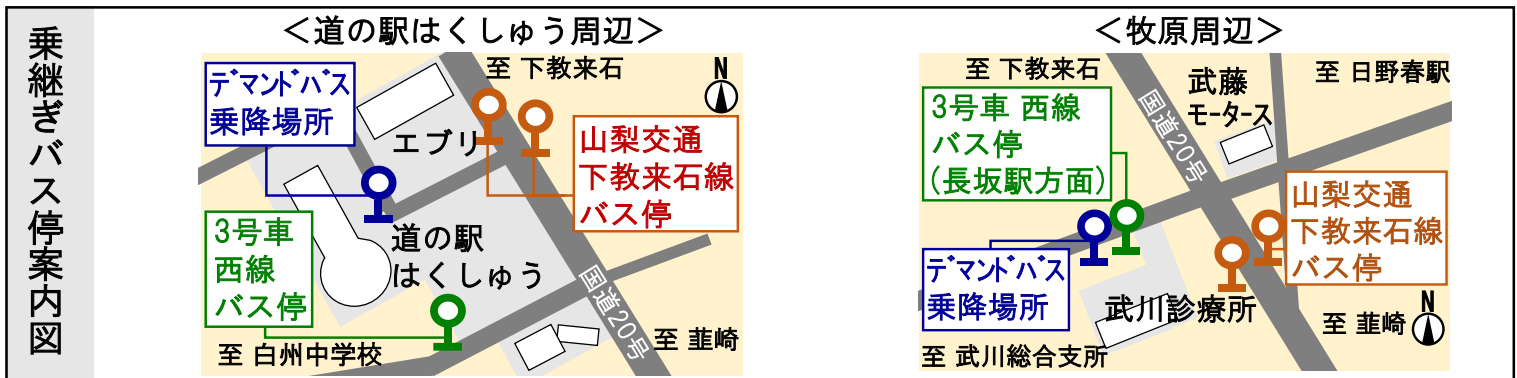 乗継ぎバス停案内図
＜道の駅はくしゅう周辺＞
デマンドバス
乗降場所
至 下教来石
N
エブリ
山梨交通
下教来石線
バス停
3号車
西線
バス停
道の駅
はくしゅう
国道20号
至 白州中学校
至 韮崎
＜牧原周辺＞
至 下教来石
武藤
モータース
至 日野春駅
3号車 西線
バス停
(長坂駅方面)
国道20号
山梨交通
下教来石線
バス停
デマンドバス
乗降場所
武川診療所
N
至 韮崎
至 武川総合支所